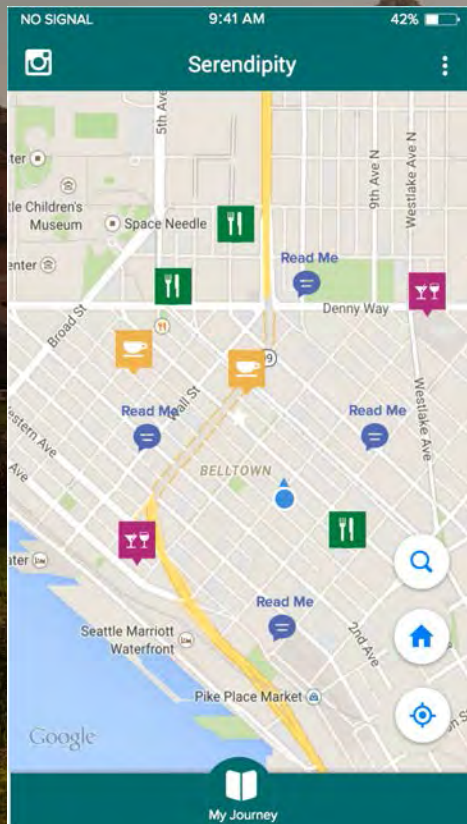 NO SIGNAL 9:41 AM 42%
Serendipity
5th Ave
9th Ave N
Westlake Ave N
Children's
Museum
Space Needle
Read Me
Denny Way
Broad St
Wall St
Read Me
Read Me
Westlake Ave
BELLTOWN
Read Me
Seattle Marriott
Waterfront
2nd Ave
Pike Place Market
Google
My Journey